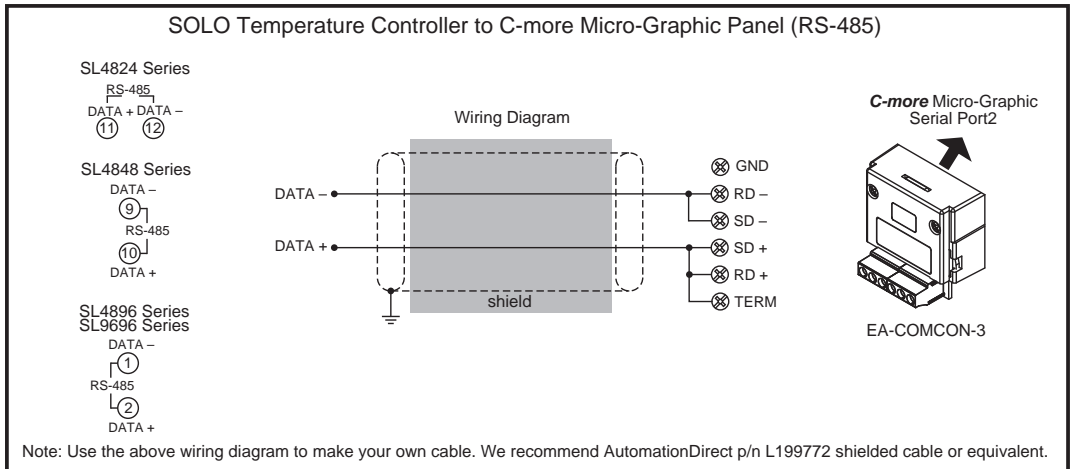 SOLO Temperature Controller to C-more Micro-Graphic Panel (RS-485)
SL4824 Series
RS-485
DATA + DATA –
11 12
SL4848 Series
DATA –
9
RS-485
10
DATA +
SL4896 Series
SL9696 Series
DATA –
1
RS-485
2
DATA +
Wiring Diagram
DATA –
DATA +
shield
GND
RD –
SD –
SD +
RD +
TERM
C-more Micro-Graphic
Serial Port2
EA-COMCON-3
Note: Use the above wiring diagram to make your own cable. We recommend AutomationDirect p/n L199772 shielded cable or equivalent.